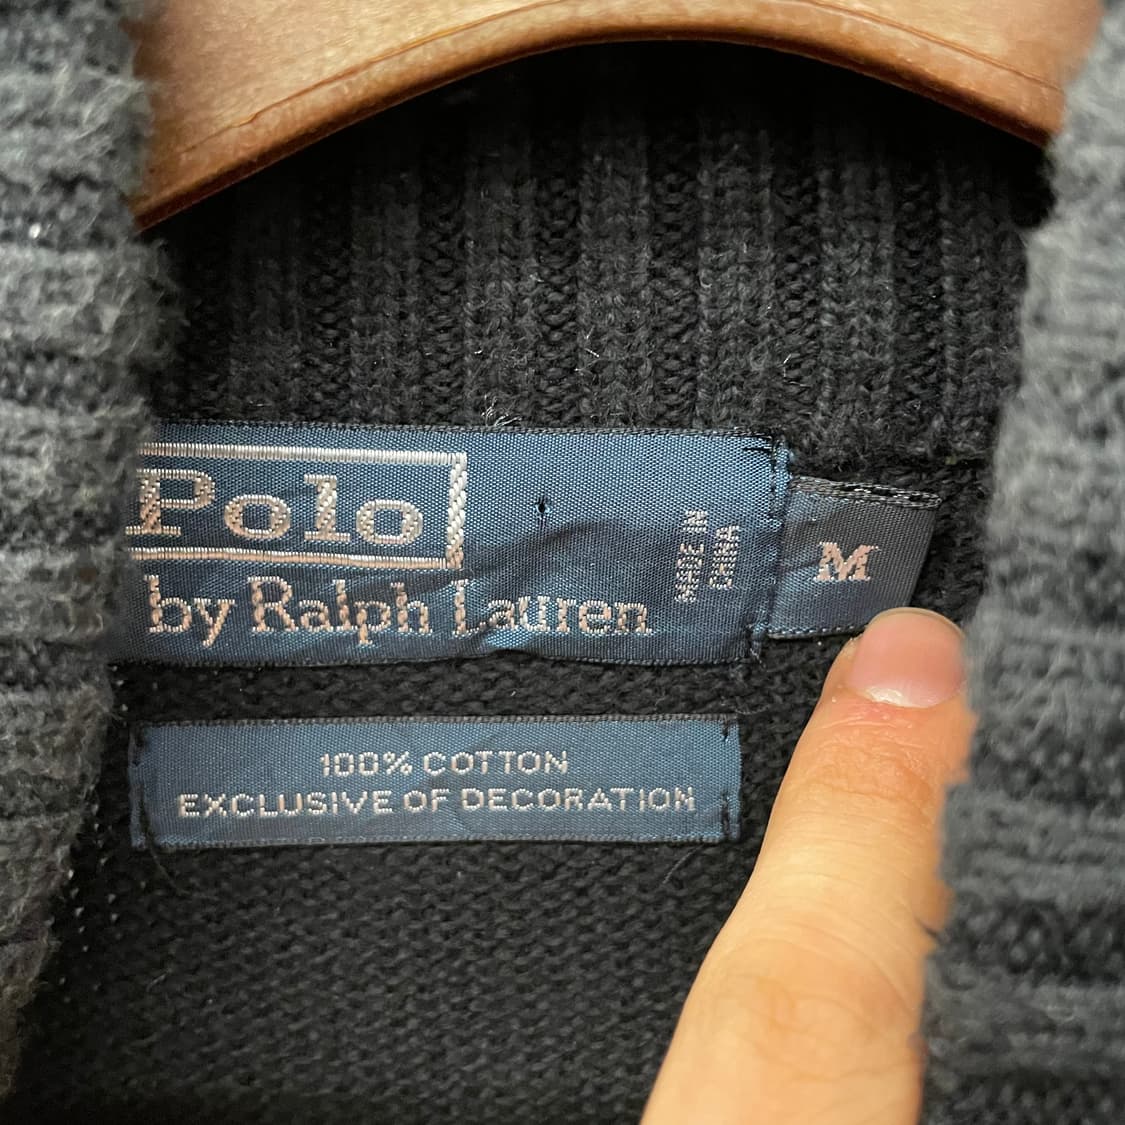 Polo
by Ralph Lauren
MADE IN
CHINA
M
100% COTTON
EXCLUSIVE OF DECORATION